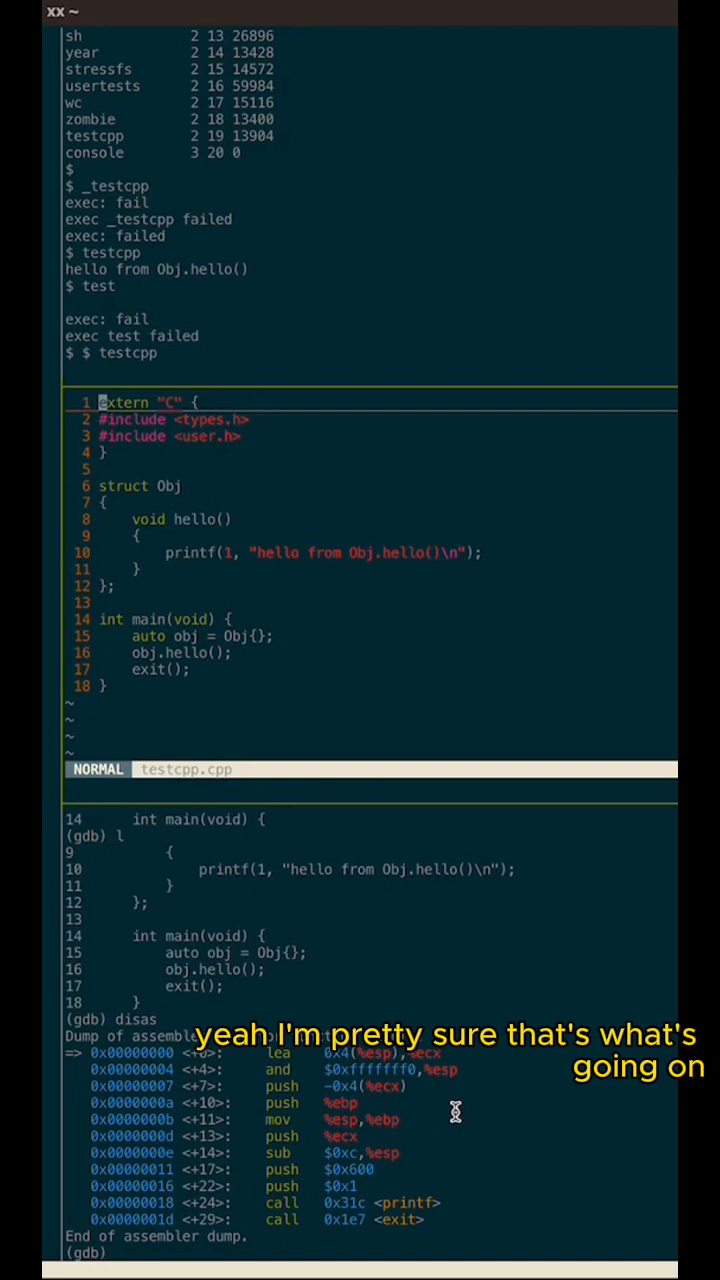 xx ~
sh 2 13 26896
year 2 14 13428
stressfs 2 15 14572
usertests 2 16 59984
wc 2 17 15116
zombie 2 18 13400
testcpp 2 19 13904
console 3 20 0
$
$ _testcpp
exec: fail
exec _testcpp failed
exec: failed
$ testcpp
hello from Obj.hello()
$ test
exec: fail
exec test failed
$ $ testcpp
1 extern "C" {
2 #include <types.h>
3 #include <user.h>
4 }
5
6 struct Obj
7 {
8 void hello()
9 {
10 printf(1, "hello from Obj.hello()\n");
11 }
12 };
13
14 int main(void) {
15 auto obj = Obj{};
16 obj.hello();
17 exit();
18 }
~
~
~
~
NORMAL testcpp.cpp
14 int main(void) {
(gdb) l
9 {
10 printf(1, "hello from Obj.hello()\n");
11 }
12 };
13
14 int main(void) {
15 auto obj = Obj{};
16 obj.hello();
17 exit();
18 }
(gdb) disas
Dump of assemble
yeah I'm pretty sure that's what's
going on
=> 0x00000000 <+0>: lea 0x4(%esp),%ecx
0x00000004 <+4>: and $0xfffffff0,%esp
0x00000007 <+7>: push -0x4(%ecx)
0x0000000a <+10>: push %ebp
0x0000000b <+11>: mov %esp,%ebp
0x0000000d <+13>: push %ecx
0x0000000e <+14>: sub $0xc,%esp
0x00000011 <+17>: push $0x600
0x00000016 <+22>: push $0x1
0x00000018 <+24>: call 0x31c <printf>
0x0000001d <+29>: call 0x1e7 <exit>
End of assembler dump.
(gdb)